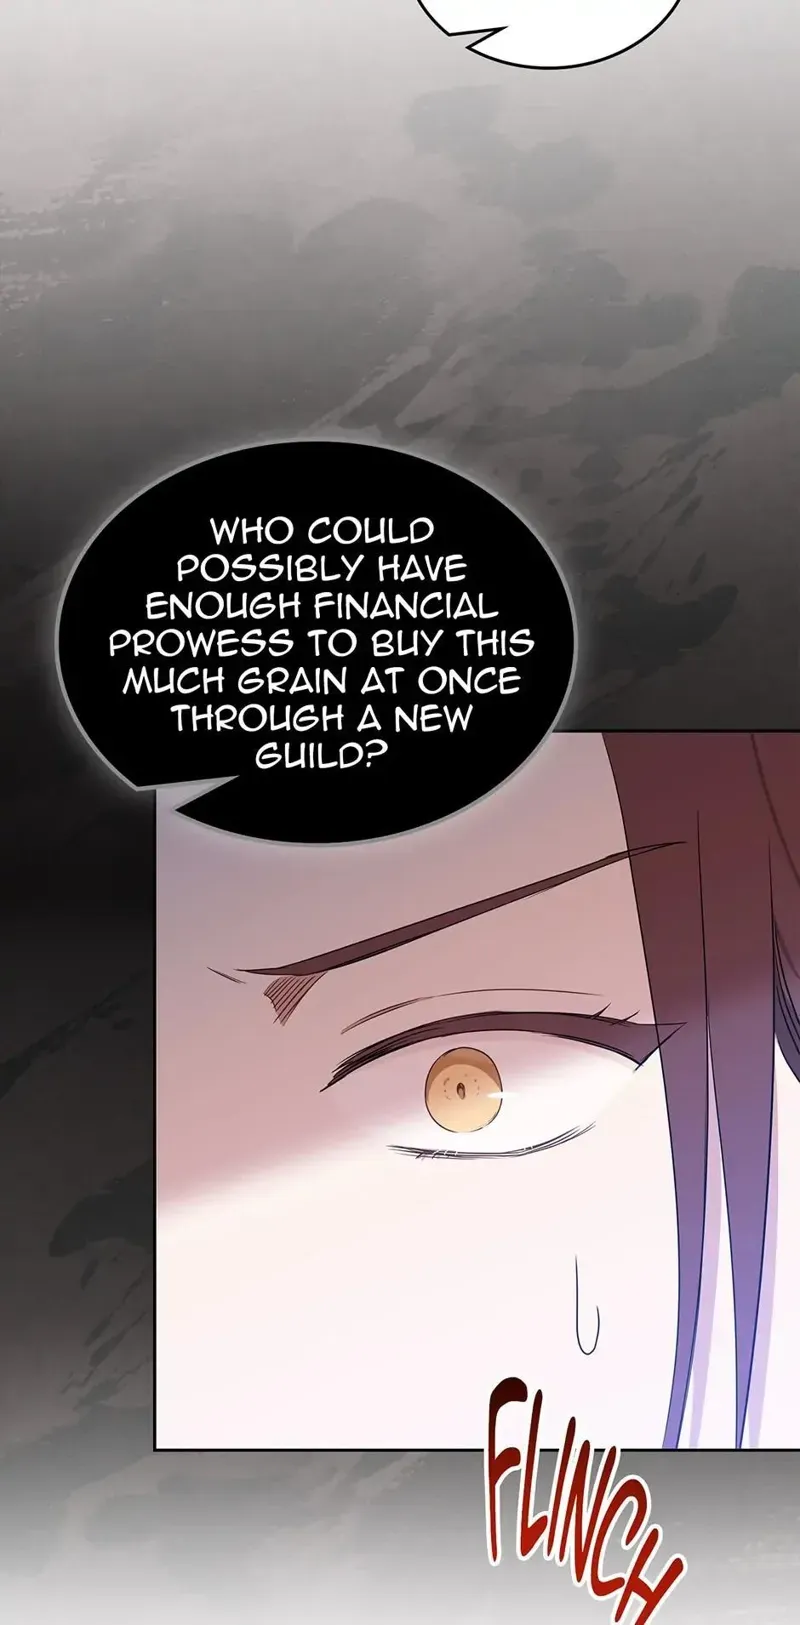 WHO COULD
POSSIBLY HAVE
ENOUGH FINANCIAL
PROWESS TO BUY THIS
MUCH GRAIN AT ONCE
THROUGH A NEW
GUILD?
FLINCH